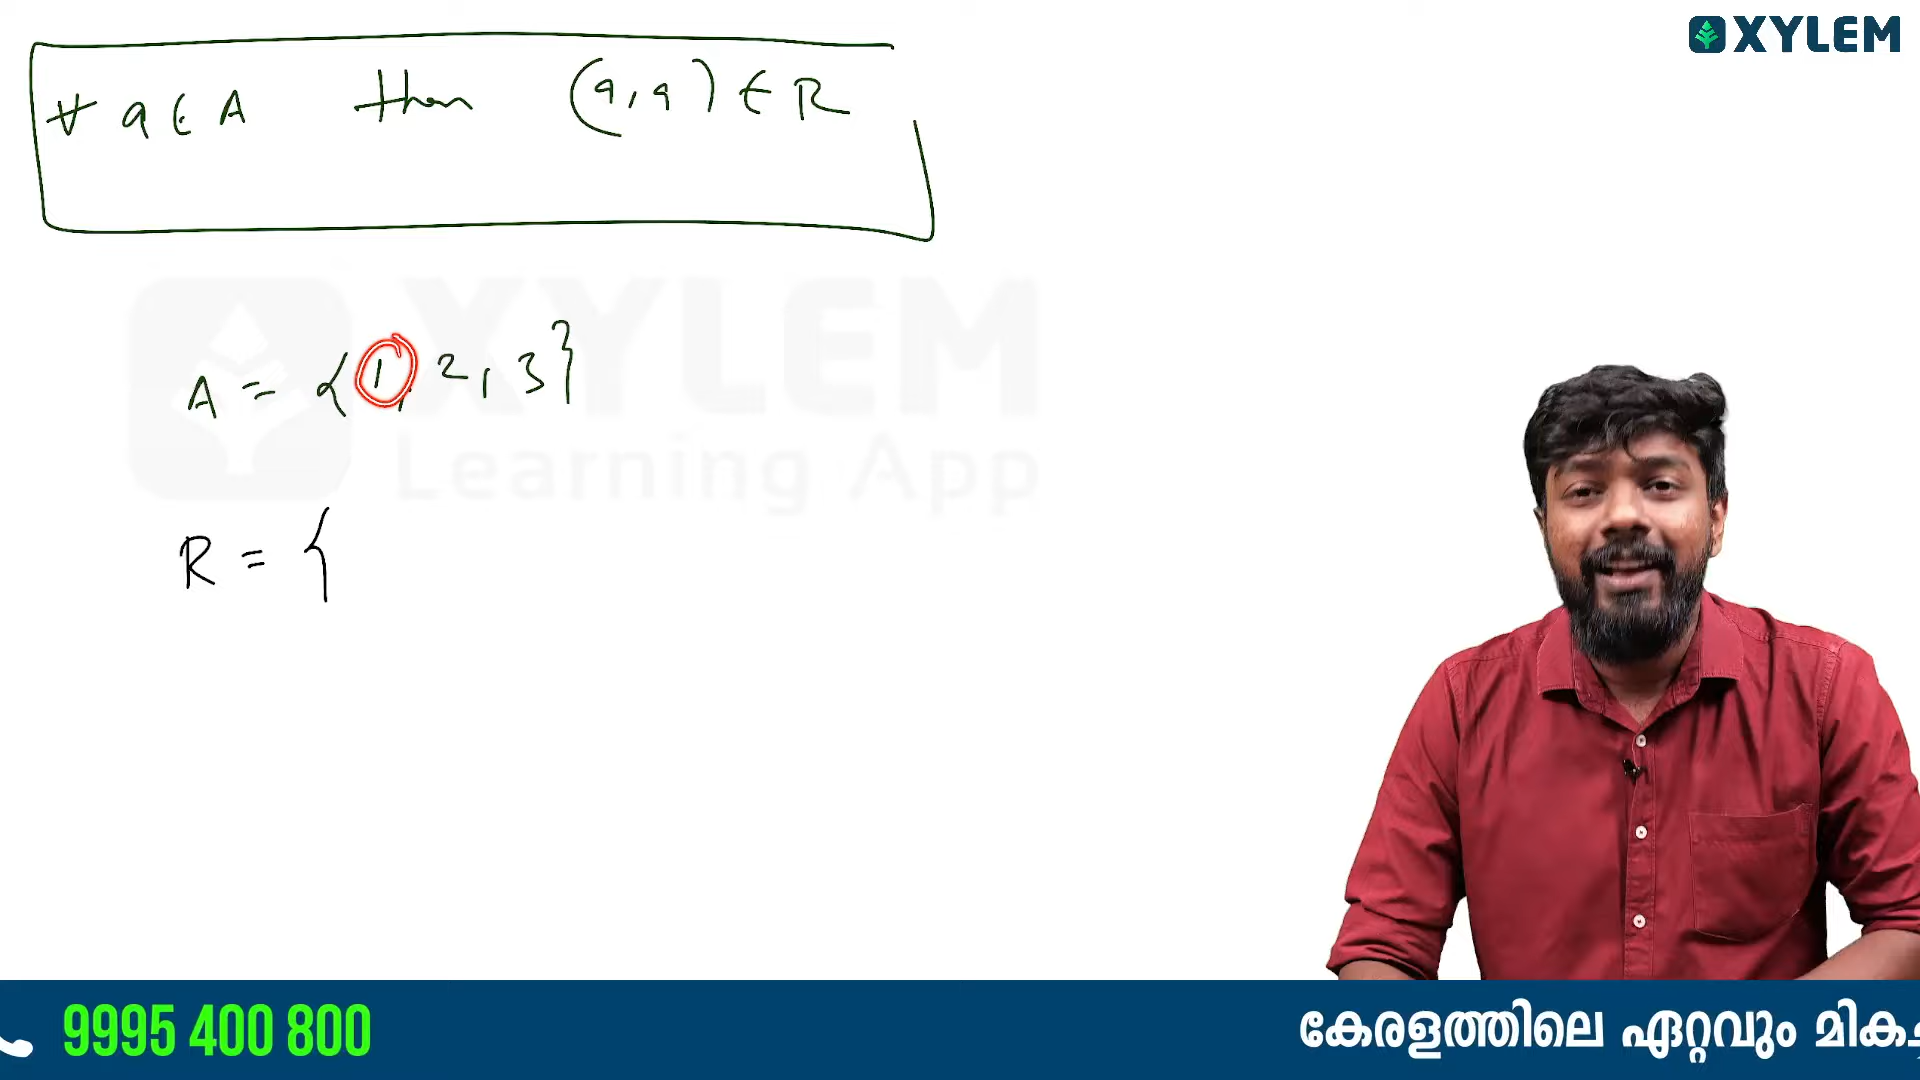 XYLEM
∀ a ∈ A then (a, a) ∈ R
XYLEM
Learning App
A = {1, 2, 3}
R = {
9995 400 800
കേരളത്തിലെ ഏറ്റവും